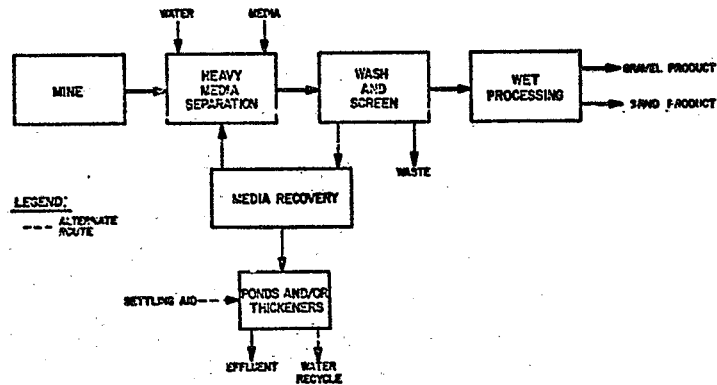 WATER
MEDIA
MINE
HEAVY
MEDIA
SEPARATION
WASH
AND
SCREEN
WET
PROCESSING
GRAVEL PRODUCT
SAND PRODUCT
WASTE
MEDIA RECOVERY
LEGEND:
ALTERNATE
ROUTE
SETTLING AID
PONDS AND/OR
THICKENERS
EFFLUENT
WATER
RECYCLE